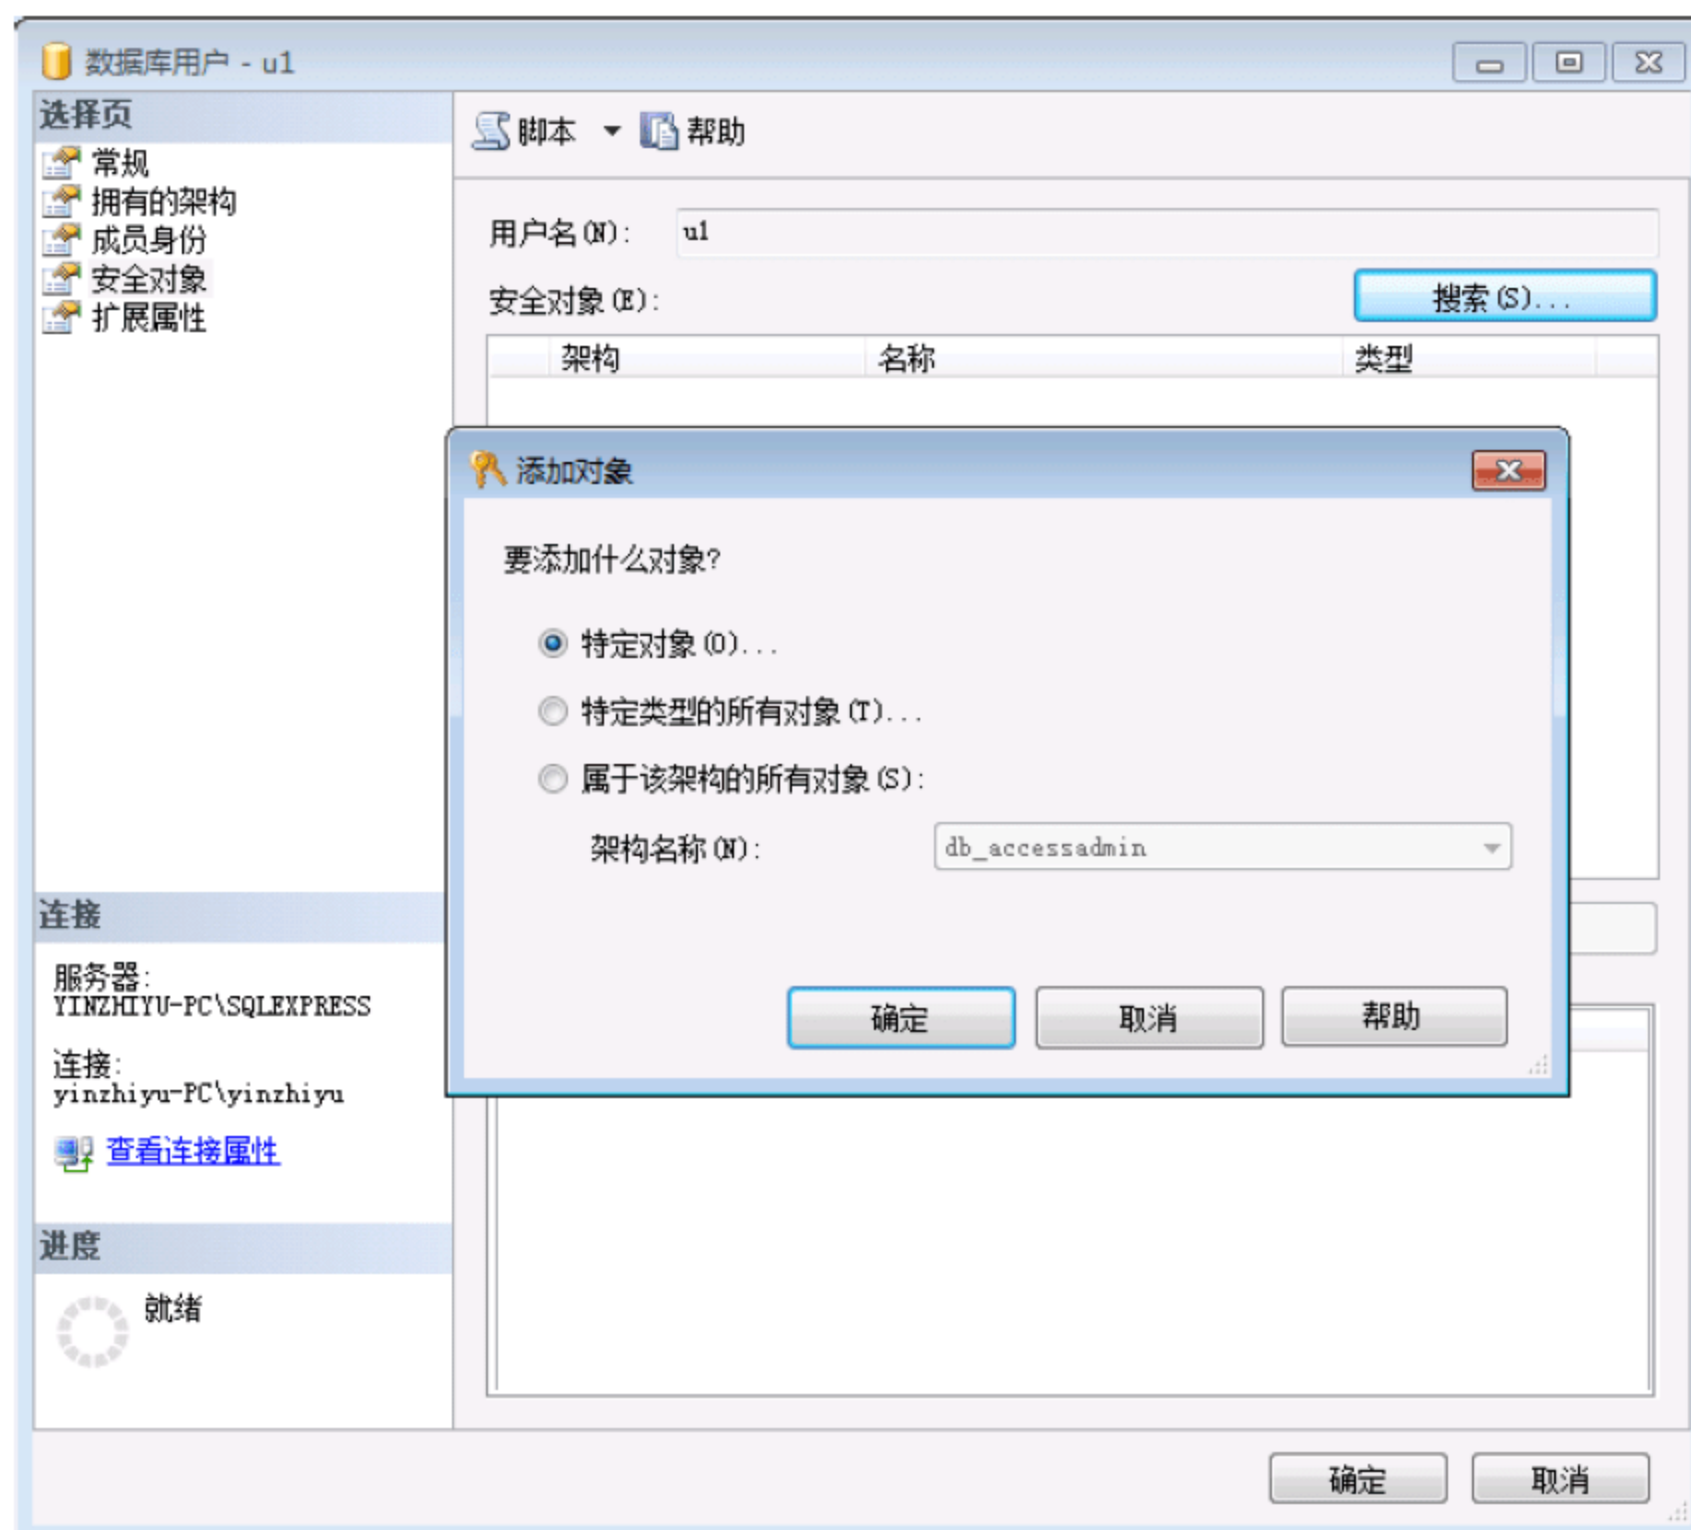 数据库用户 - u1
选择页
常规
拥有的架构
成员身份
安全对象
扩展属性
脚本
帮助
用户名(N):
u1
安全对象(E):
搜索(S)...
架构
名称
类型
添加对象
要添加什么对象?
特定对象(O)...
特定类型的所有对象(T)...
属于该架构的所有对象(S):
架构名称(N):
db_accessadmin
确定
取消
帮助
连接
服务器:
YINZHIYU-PC\SQLEXPRESS
连接:
yinzhiyu-PC\yinzhiyu
查看连接属性
进度
就绪
确定
取消